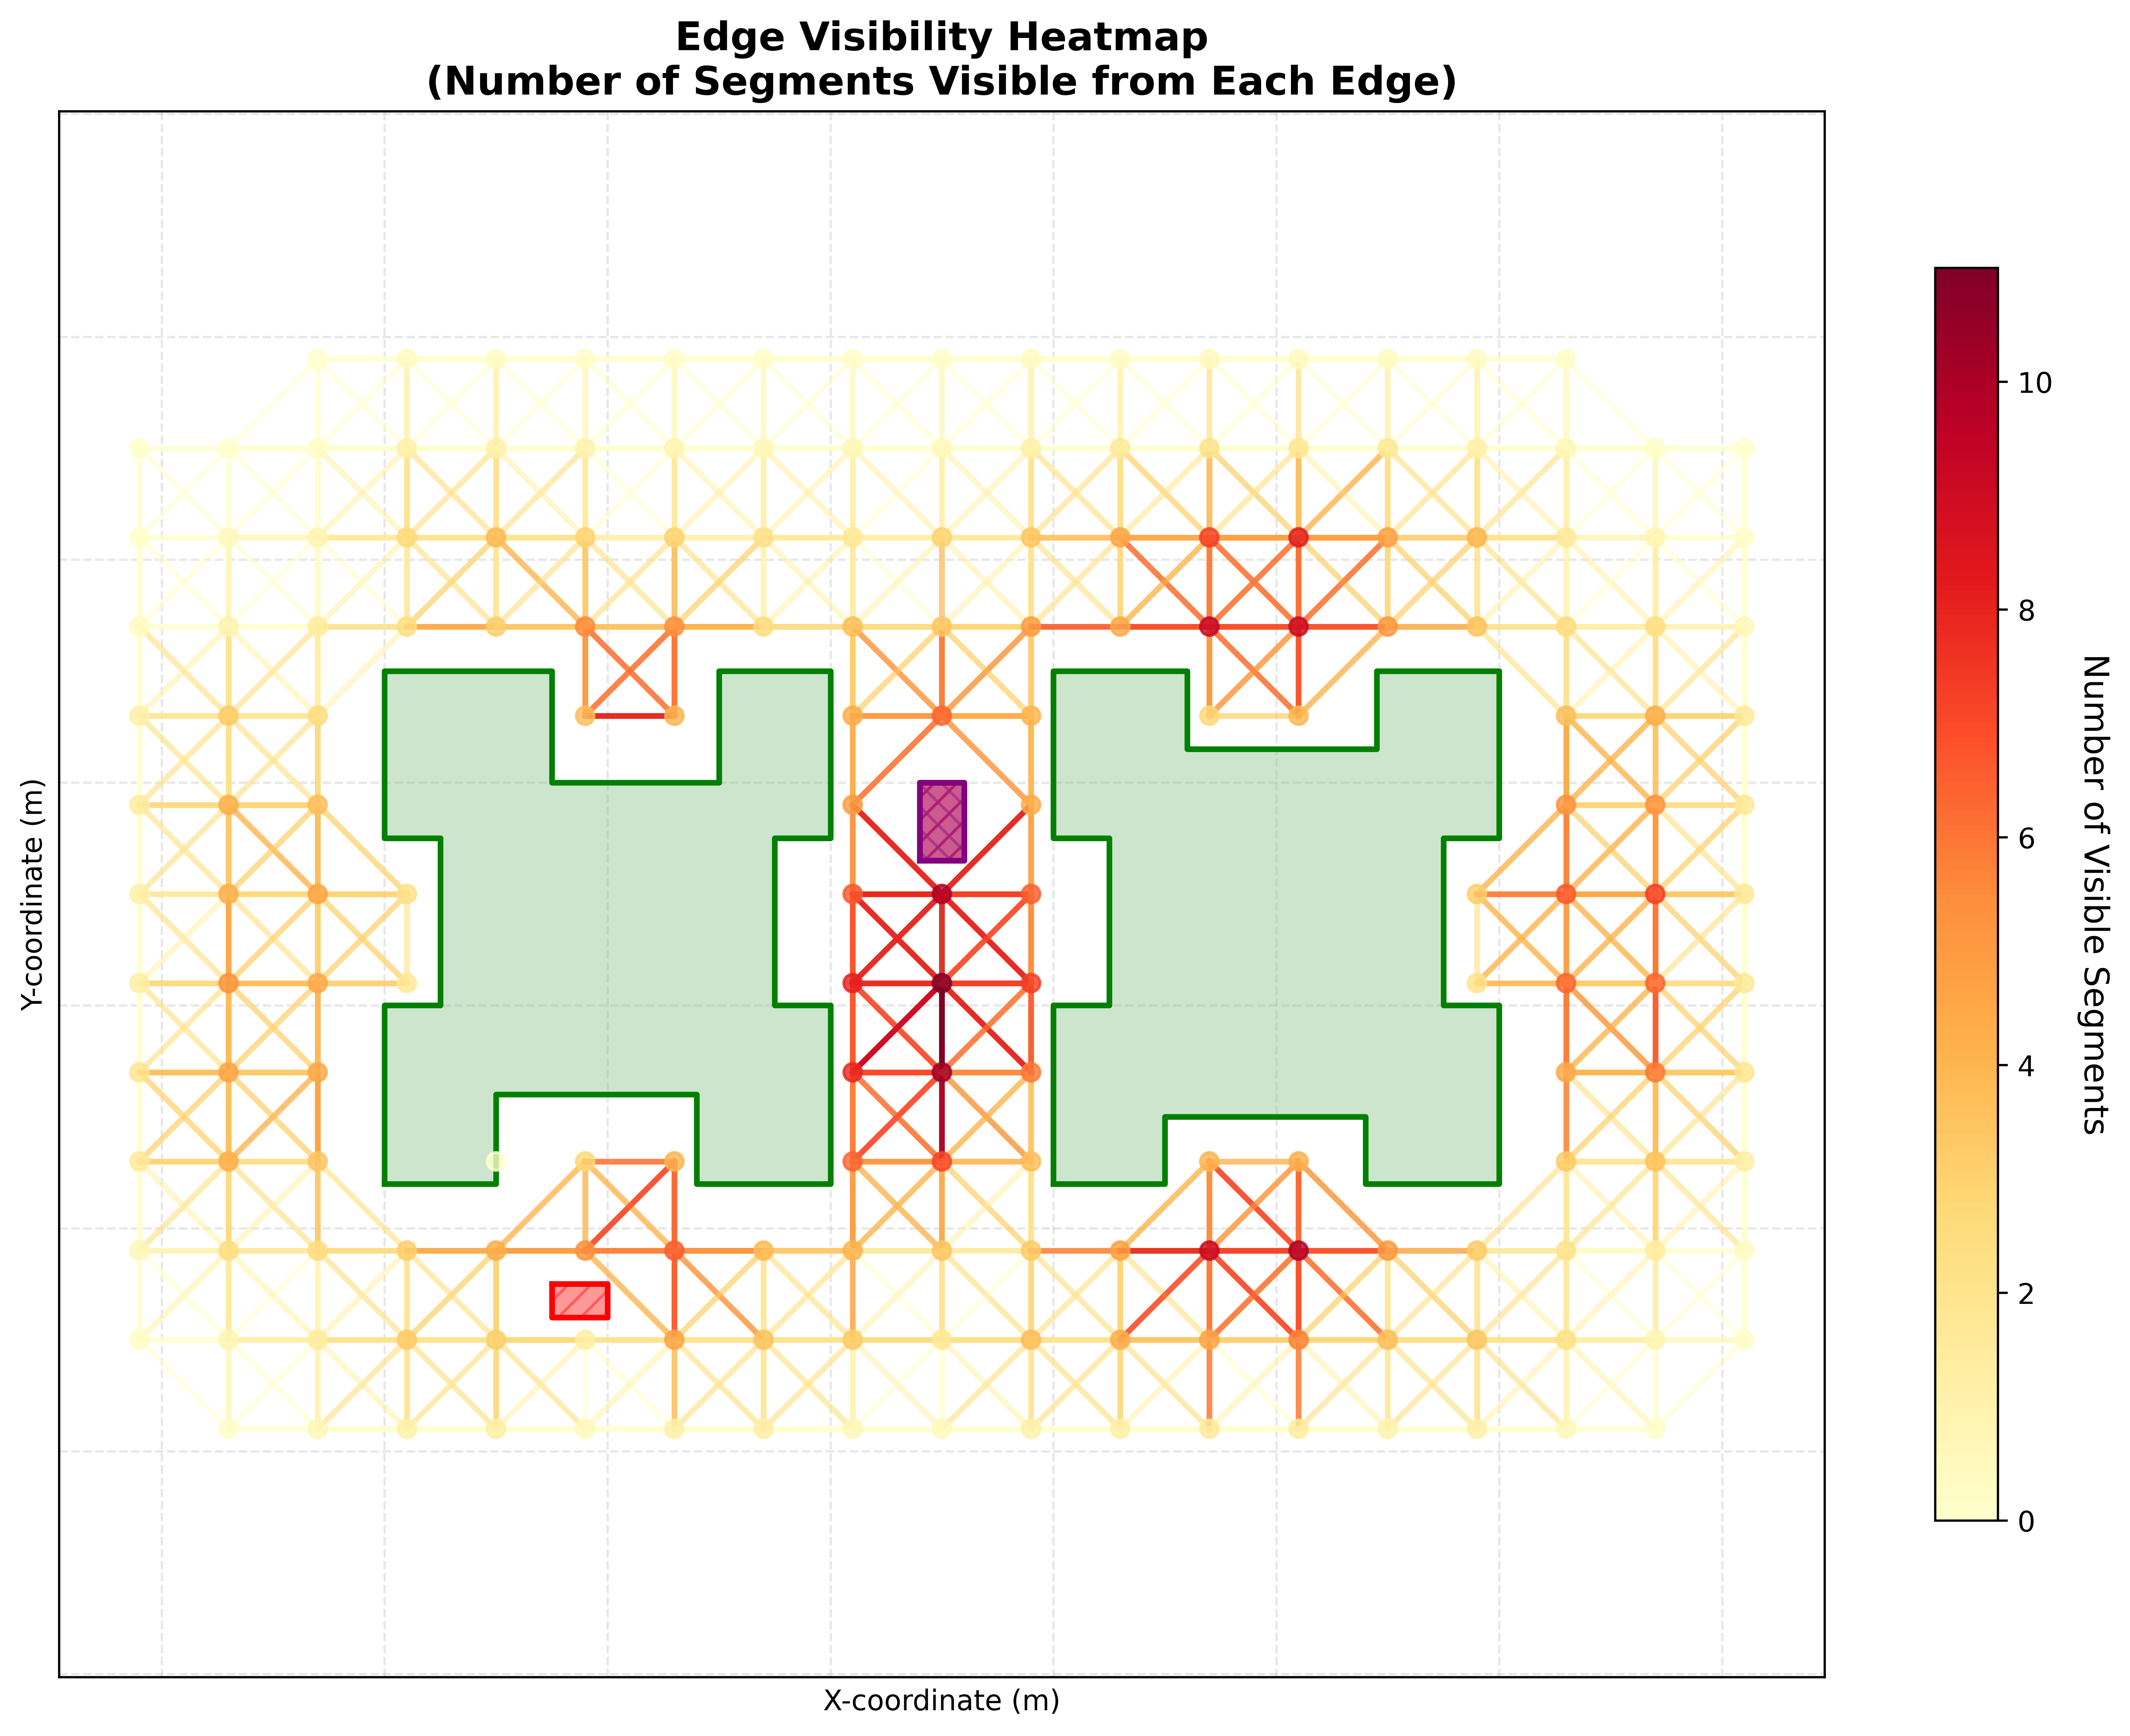 Edge Visibility Heatmap
(Number of Segments Visible from Each Edge)
Y-coordinate (m)
X-coordinate (m)
10
8
6
4
2
0
Number of Visible Segments